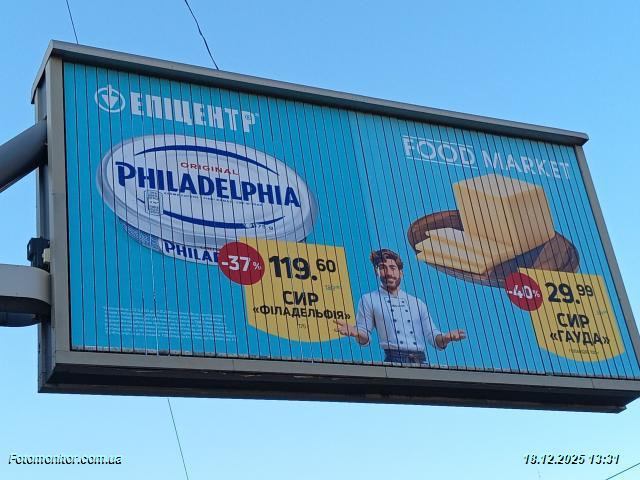 ЕПІЦЕНТР
FOOD MARKET
ORIGINAL
PHILADELPHIA
PHILA
-37%
119.60
СИР
«ФІЛАДЕЛЬФІЯ»
-40%
29.99
СИР
«ГАУДА»
Fotomonitor.com.ua
18.12.2025 13:31